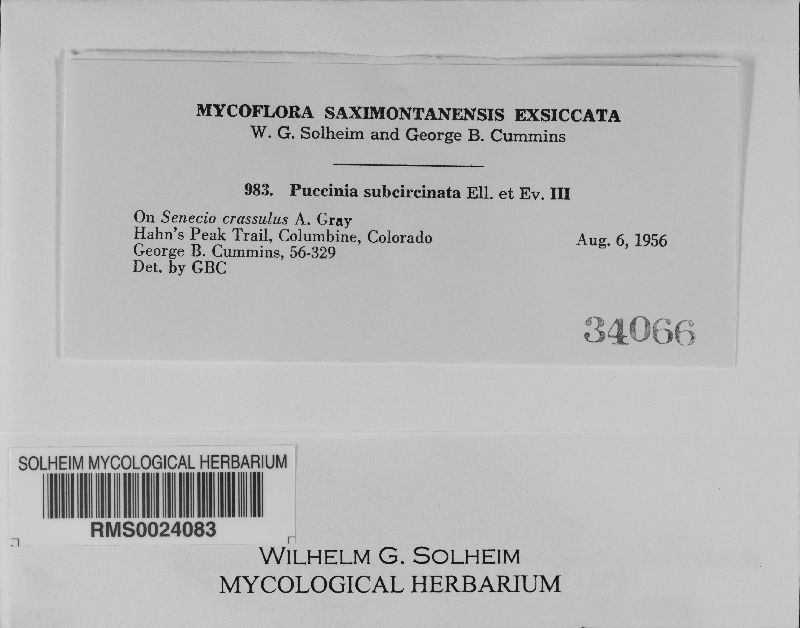 MYCOFLORA SAXIMONTANENSIS EXSICCATA
W. G. Solheim and George B. Cummins
983. Puccinia subcircinata Ell. et Ev. III
On Senecio crassulus A. Gray
Hahn's Peak Trail, Columbine, Colorado Aug. 6, 1956
George B. Cummins, 56-329
Det. by GBC
34066
SOLHEIM MYCOLOGICAL HERBARIUM
RMS0024083
WILHELM G. SOLHEIM
MYCOLOGICAL HERBARIUM